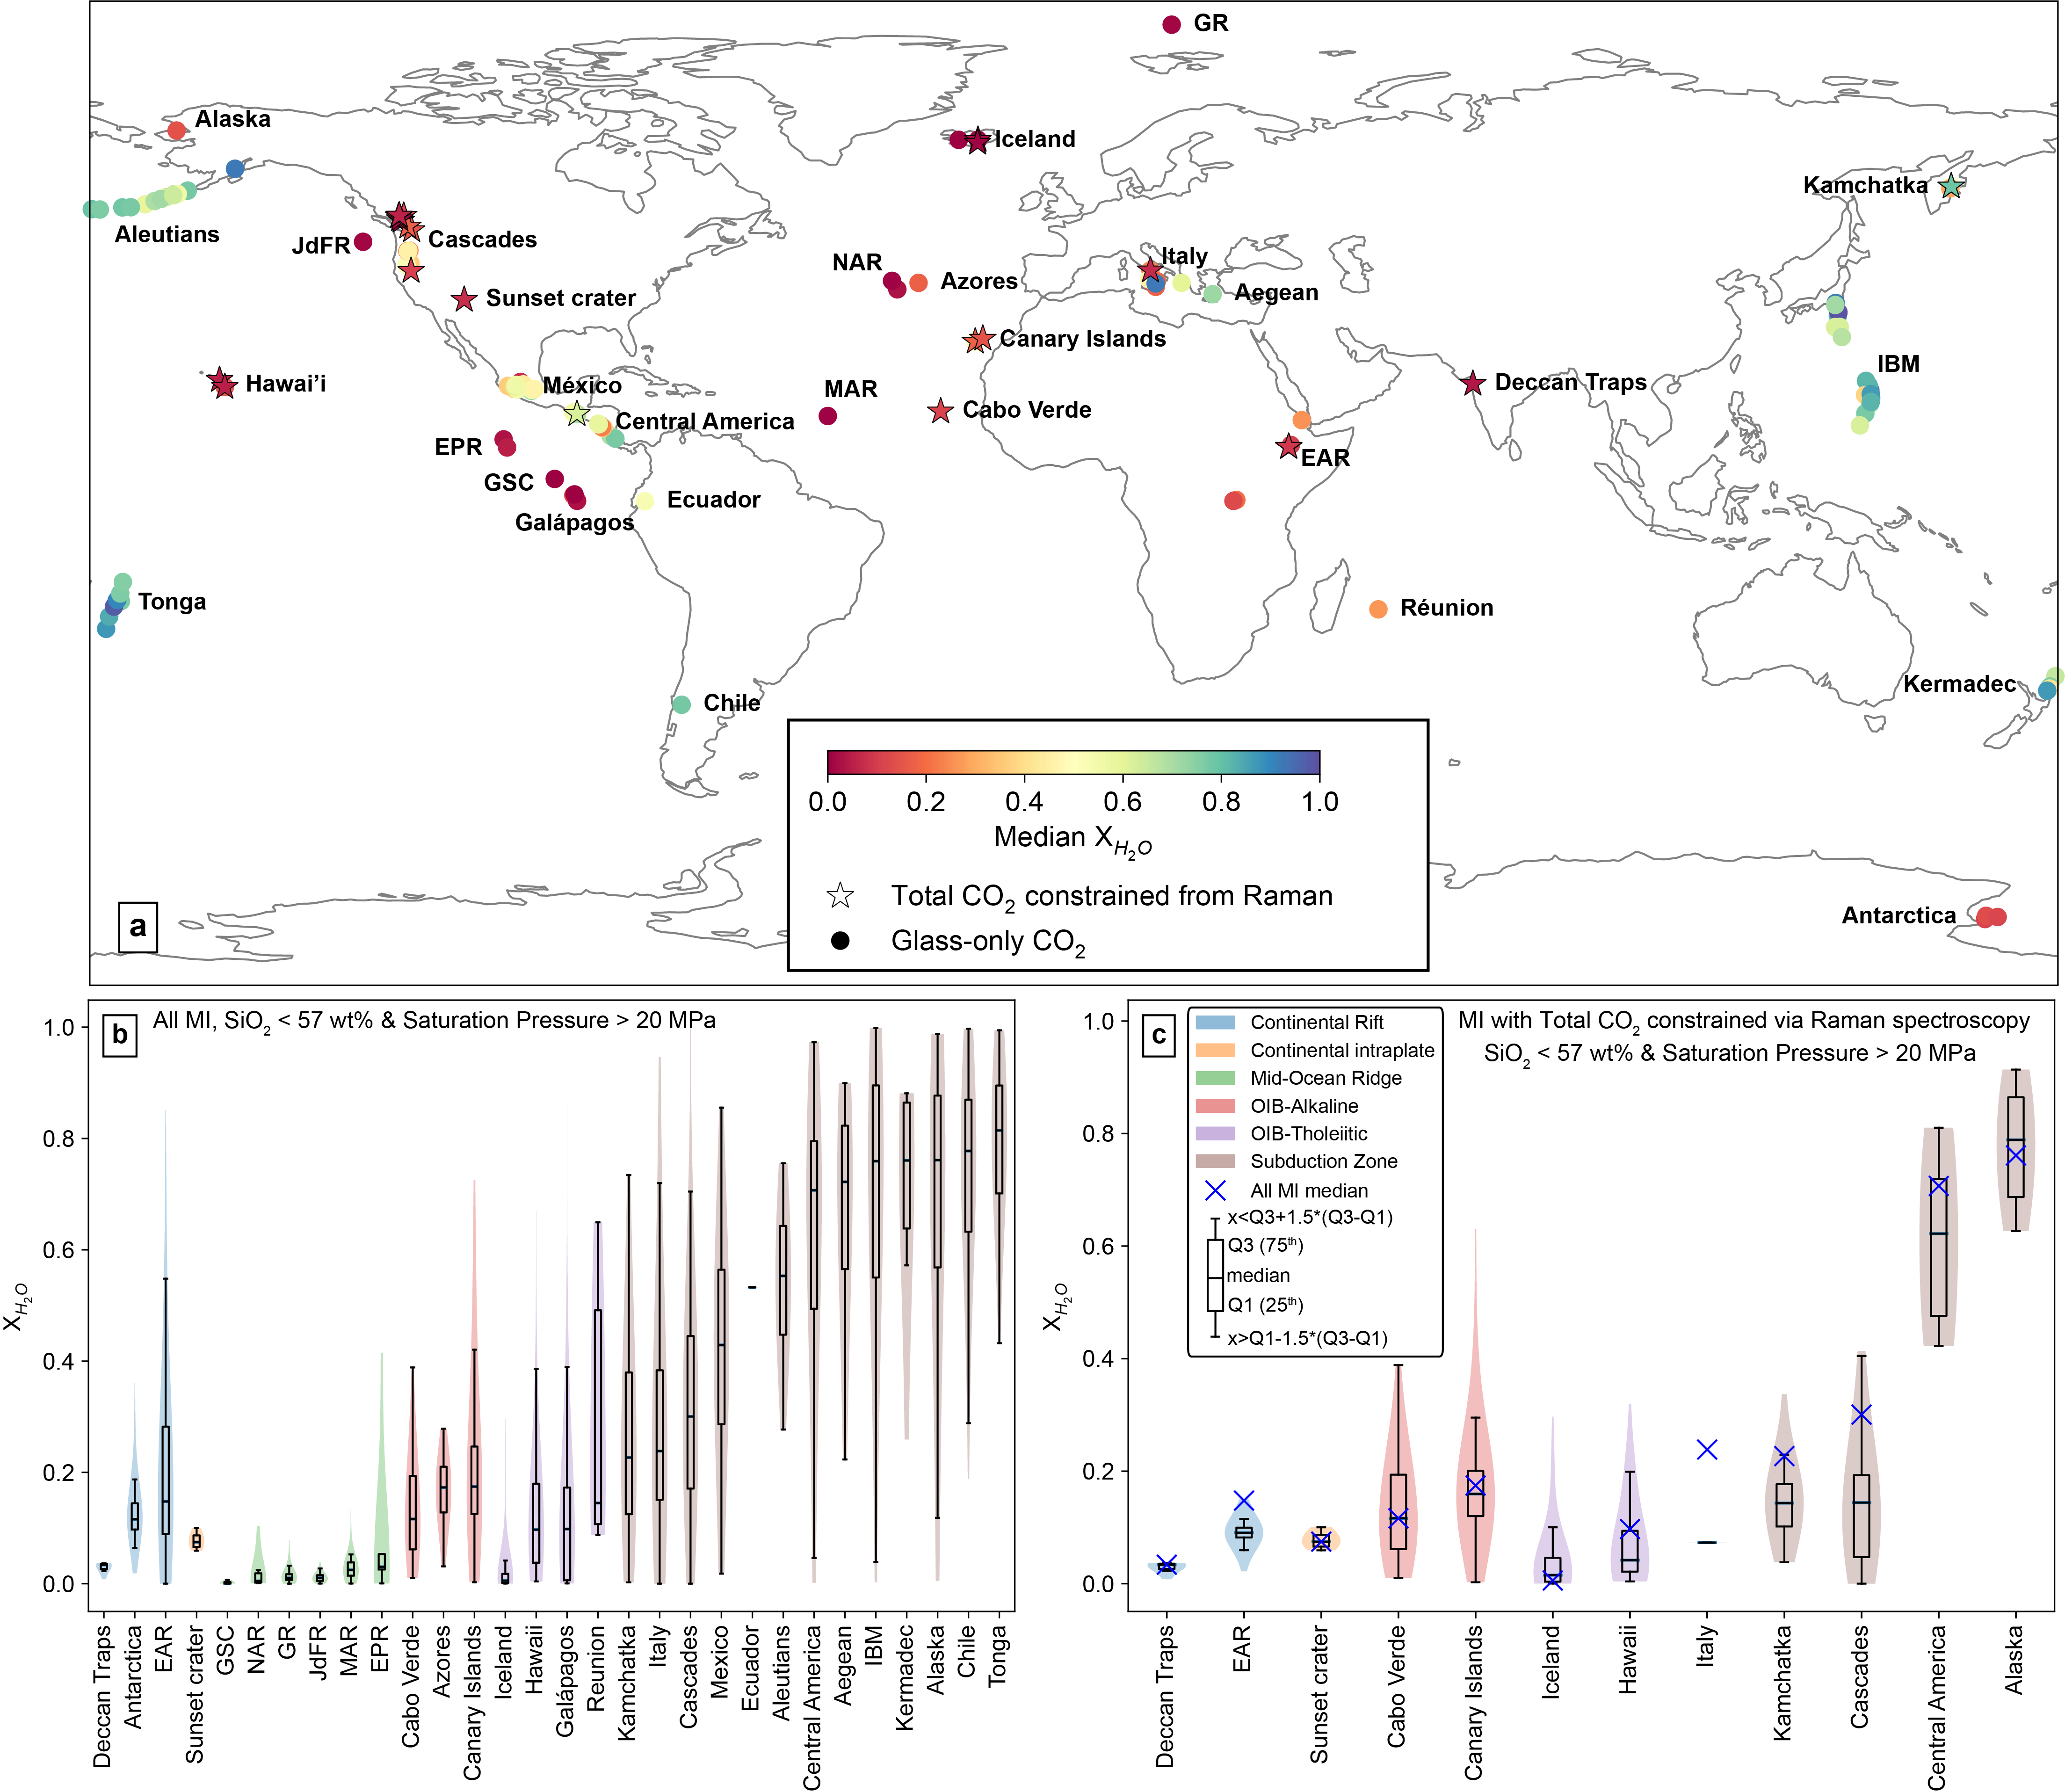 GR
Alaska
Iceland
Kamchatka
Aleutians
JdFR
Cascades
NAR
Azores
Italy
Aegean
Sunset crater
Canary Islands
IBM
Hawai’i
México
MAR
Cabo Verde
Deccan Traps
Central America
EPR
EAR
GSC
Ecuador
Galápagos
Tonga
Réunion
Kermadec
Chile
0.0 0.2 0.4 0.6 0.8 1.0
Median X_{H_2O}
Total CO_2 constrained from Raman
Glass-only CO_2
Antarctica
a
b
All MI, SiO_2 < 57 wt% & Saturation Pressure > 20 MPa
1.0
0.8
0.6
0.4
0.2
0.0
X_{H_2O}
Deccan Traps
Antarctica
EAR
Sunset crater
GSC
NAR
GR
JdFR
MAR
EPR
Cabo Verde
Azores
Canary Islands
Iceland
Hawaii
Galápagos
Reunion
Kamchatka
Italy
Cascades
Mexico
Ecuador
Aleutians
Central America
Aegean
IBM
Kermadec
Alaska
Chile
Tonga
c
MI with Total CO_2 constrained via Raman spectroscopy
SiO_2 < 57 wt% & Saturation Pressure > 20 MPa
Continental Rift
Continental intraplate
Mid-Ocean Ridge
OIB-Alkaline
OIB-Tholeiitic
Subduction Zone
All MI median
x<Q3+1.5*(Q3-Q1)
Q3 (75th)
median
Q1 (25th)
x>Q1-1.5*(Q3-Q1)
1.0
0.8
0.6
0.4
0.2
0.0
X_{H_2O}
Deccan Traps
EAR
Sunset crater
Cabo Verde
Canary Islands
Iceland
Hawaii
Italy
Kamchatka
Cascades
Central America
Alaska